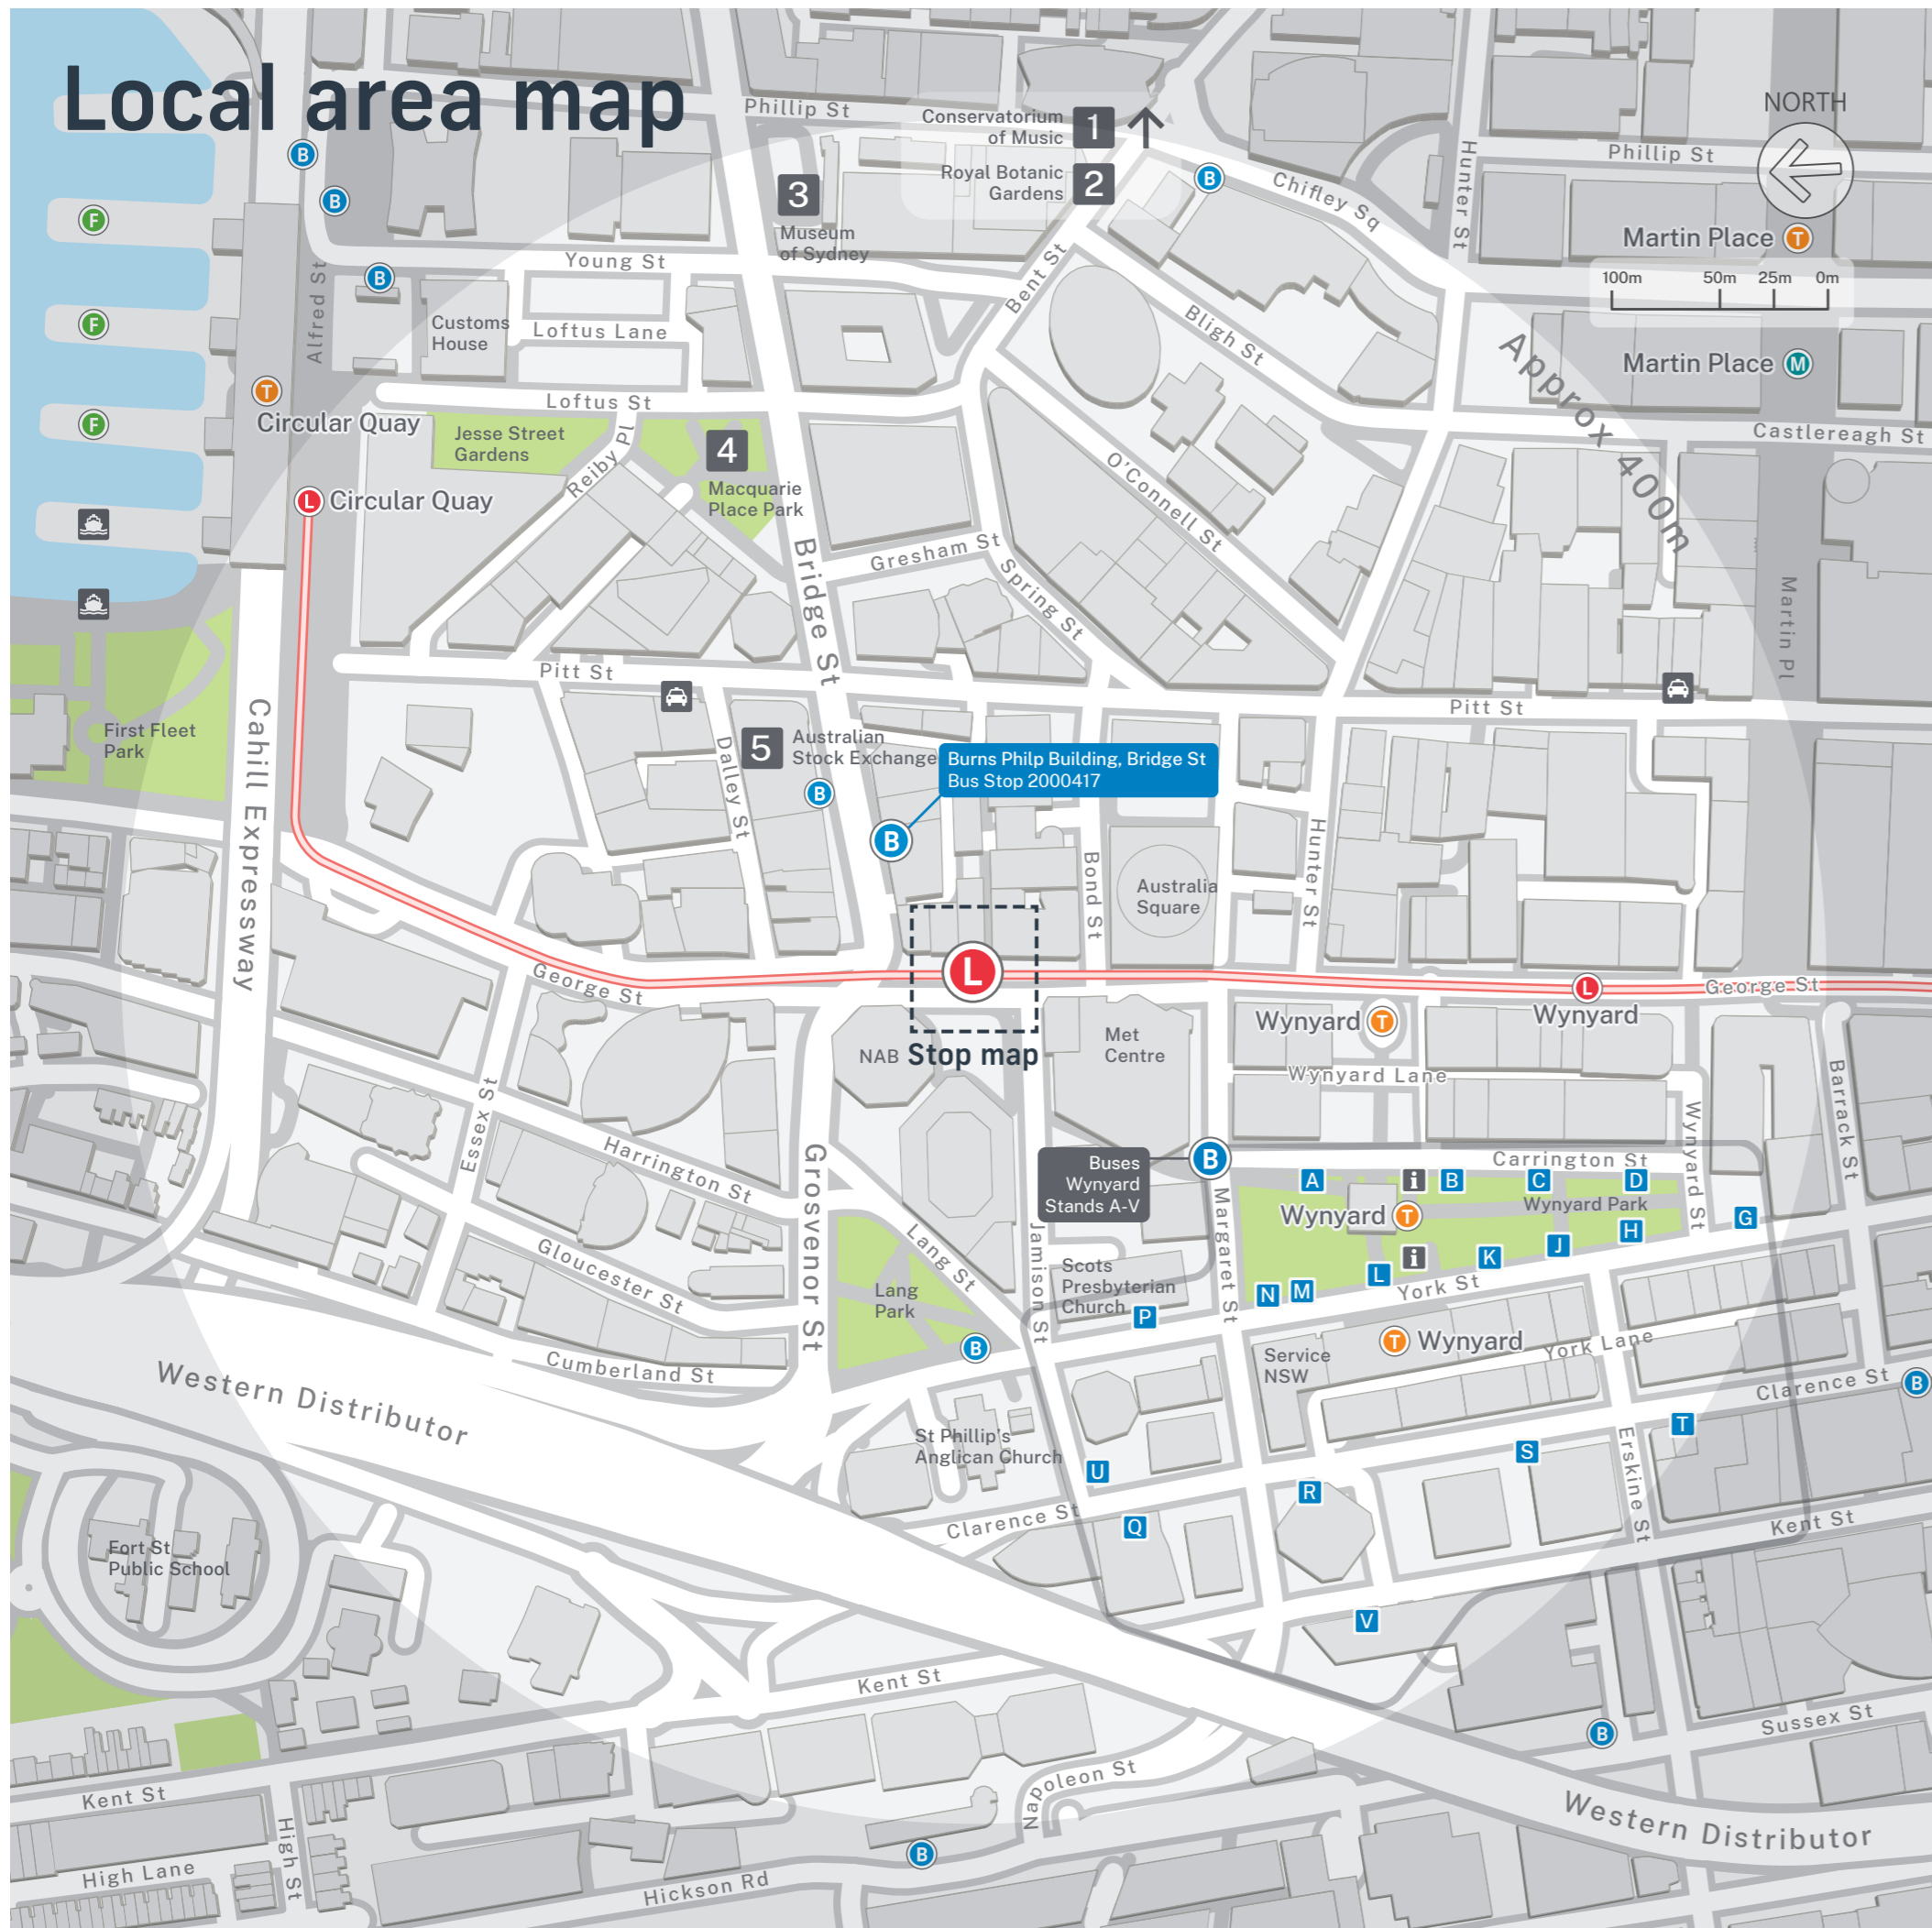 Local area map
Phillip St
Conservatorium
of Music
1
Royal Botanic
Gardens
2
3
Museum
of Sydney
B
Chifley Sq
Hunter St
Phillip St
NORTH
Martin Place T
100m 50m 25m 0m
Martin Place M
B
B
B
F
F
F
Alfred St
Young St
Customs
House
Loftus Lane
Loftus St
Bent St
Bligh St
Approx 400m
Castlereagh St
T
Circular Quay
L Circular Quay
Jesse Street
Gardens
Reiby Pl
4
Macquarie
Place Park
Bridge St
Gresham St
Spring St
O'Connell St
Martin Pl
Pitt St
Pitt St
First Fleet
Park
Cahill Expressway
Dalley St
5
Australian
Stock Exchange
B
Burns Philp Building, Bridge St
Bus Stop 2000417
B
Bond St
Australia
Square
Hunter St
George St
L
L
Wynyard
George St
NAB
Stop map
Met
Centre
Wynyard T
Wynyard Lane
Barrack St
Essex St
Harrington St
Grosvenor St
Buses
Wynyard
Stands A-V
B
Carrington St
Wynyard St
A
i
B
C
D
Wynyard Park
Wynyard T
G
H
J
K
i
L
M
N
York St
Margaret St
Jamison St
Lang St
Gloucester St
Lang
Park
Scots
Presbyterian
Church
P
B
Service
NSW
T Wynyard
York Lane
Cumberland St
Western Distributor
Clarence St
B
St Phillip's
Anglican Church
U
T
S
R
Q
Erskine St
Clarence St
Kent St
Fort St
Public School
V
Kent St
Sussex St
B
Napoleon St
Western Distributor
Kent St
High St
High Lane
Hickson Rd
B